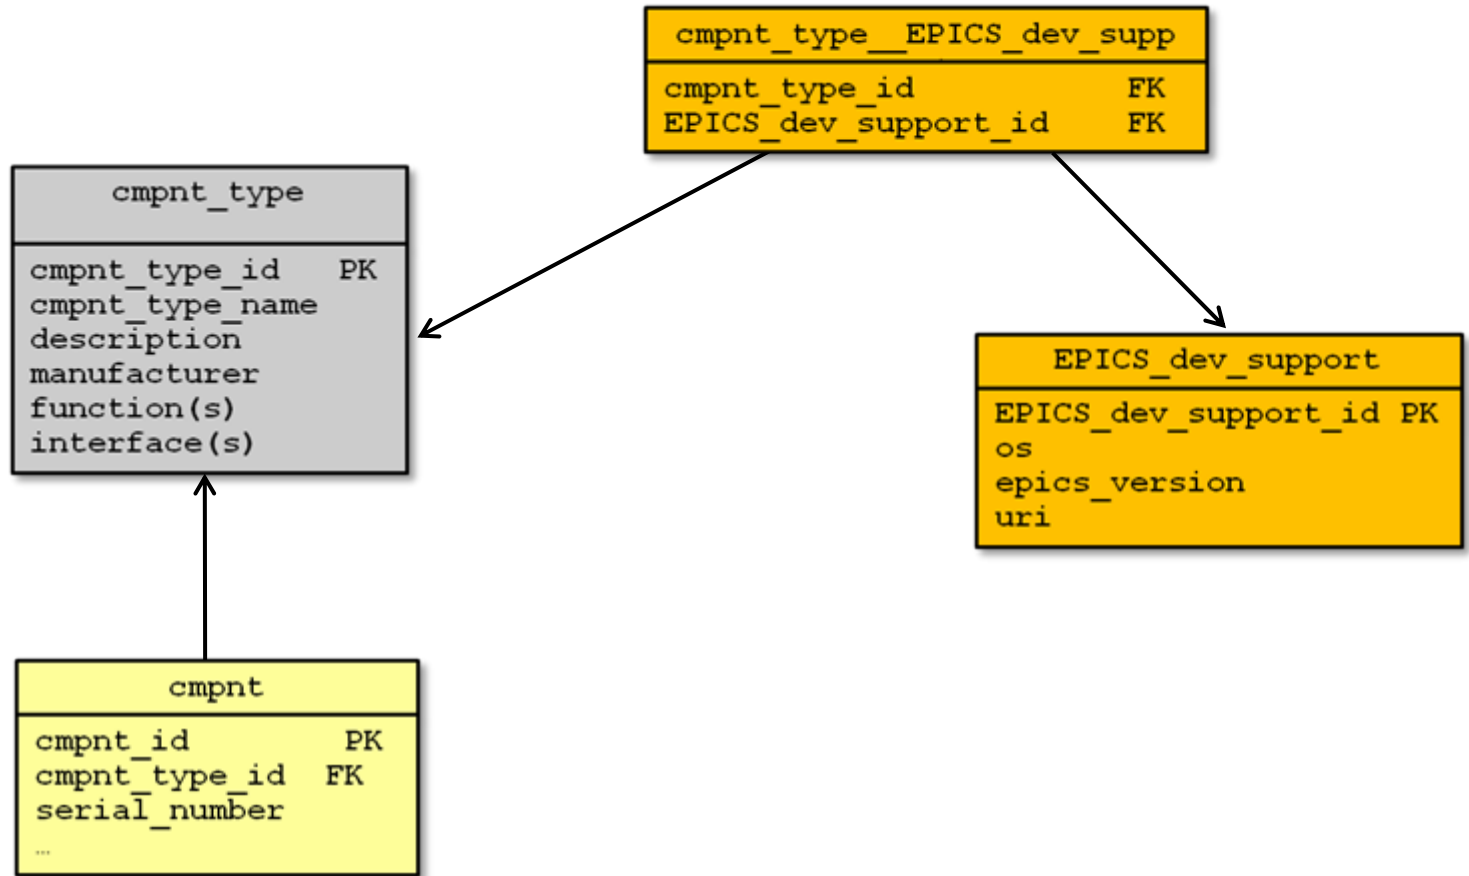 cmpnt_type__EPICS_dev_supp
cmpnt_type_id FK
EPICS_dev_support_id FK
cmpnt_type
cmpnt_type_id PK
cmpnt_type_name
description
manufacturer
function(s)
interface(s)
EPICS_dev_support
EPICS_dev_support_id PK
os
epics_version
uri
cmpnt
cmpnt_id PK
cmpnt_type_id FK
serial_number
…